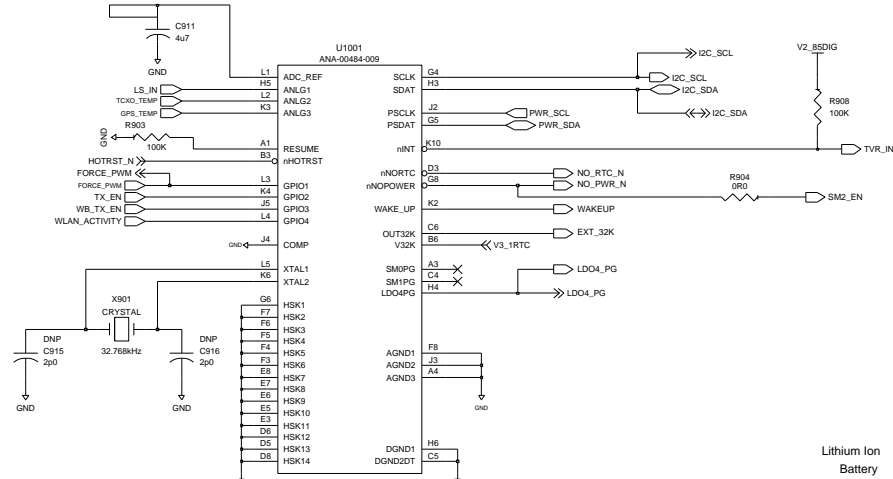 C911
4u7
GND
U1001
ANA-00484-009
L1 ADC_REF
LS_IN H5 ANLG1
TCXO_TEMP L2 ANLG2
GPS_TEMP K3 ANLG3
GND R903 100K A1 RESUME
HOTRST_N B3 nHOTRST
FORCE_PWM
FORCE_PWM L3 GPIO1
TX_EN K4 GPIO2
WB_TX_EN J5 GPIO3
WLAN_ACTIVITY L4 GPIO4
GND J4 COMP
L5 XTAL1
K6 XTAL2
X901
CRYSTAL
32.768kHz
DNP
C915
2p0
GND
DNP
C916
2p0
GND
G6 HSK1
F7 HSK2
F6 HSK3
F5 HSK4
F4 HSK5
F3 HSK6
E8 HSK7
E7 HSK8
E6 HSK9
E5 HSK10
E3 HSK11
D6 HSK12
D5 HSK13
D8 HSK14
SCLK G4 I2C_SCL
I2C_SCL
SDAT H3 I2C_SDA
I2C_SDA
PSCLK J2 PWR_SCL
PSDAT G5 PWR_SDA
V2_85DIG
R908
100K
nINT K10 TVR_IN
nNORTC D3 NO_RTC_N
nNOPOWER G8 NO_PWR_N
R904
0R0
SM2_EN
WAKE_UP K2 WAKEUP
OUT32K C6 EXT_32K
V32K B6 V3_1RTC
SM0PG A3
SM1PG C4
LDO4PG H4 LDO4_PG
LDO4_PG
AGND1 F8
AGND2 J3
AGND3 A4
GND
DGND1 H6
DGND2DT C5
Lithium Ion
Battery